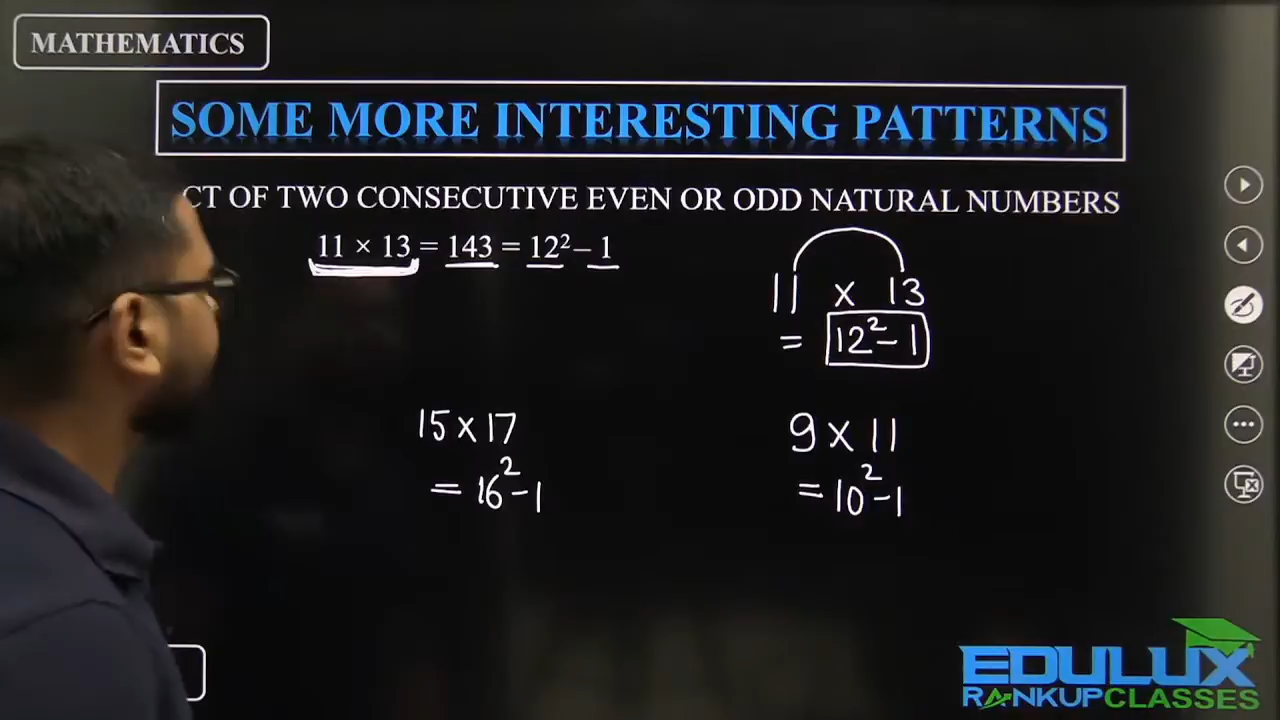 MATHEMATICS
SOME MORE INTERESTING PATTERNS
CT OF TWO CONSECUTIVE EVEN OR ODD NATURAL NUMBERS
11 × 13 = 143 = 12² – 1
11 × 13
= 12² - 1
15 × 17
= 16² - 1
9 × 11
= 10² - 1
EDULUX
RANKUPCLASSES